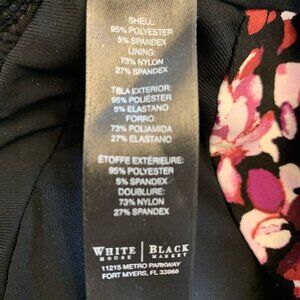 SHELL:
95% POLYESTER
5% SPANDEX
LINING:
73% NYLON
27% SPANDEX
TELA EXTERIOR:
95% POLIÉSTER
5% ELASTANO
FORRO
73% POLIAMIDA
27% ELASTANO
ÉTOFFE EXTÉRIEURE:
95% POLYESTER
5% SPANDEX
DOUBLURE:
73% NYLON
27% SPANDEX
WHITE | BLACK
HOUSE | MARKET
11215 METRO PARKWAY
FORT MYERS, FL 33966